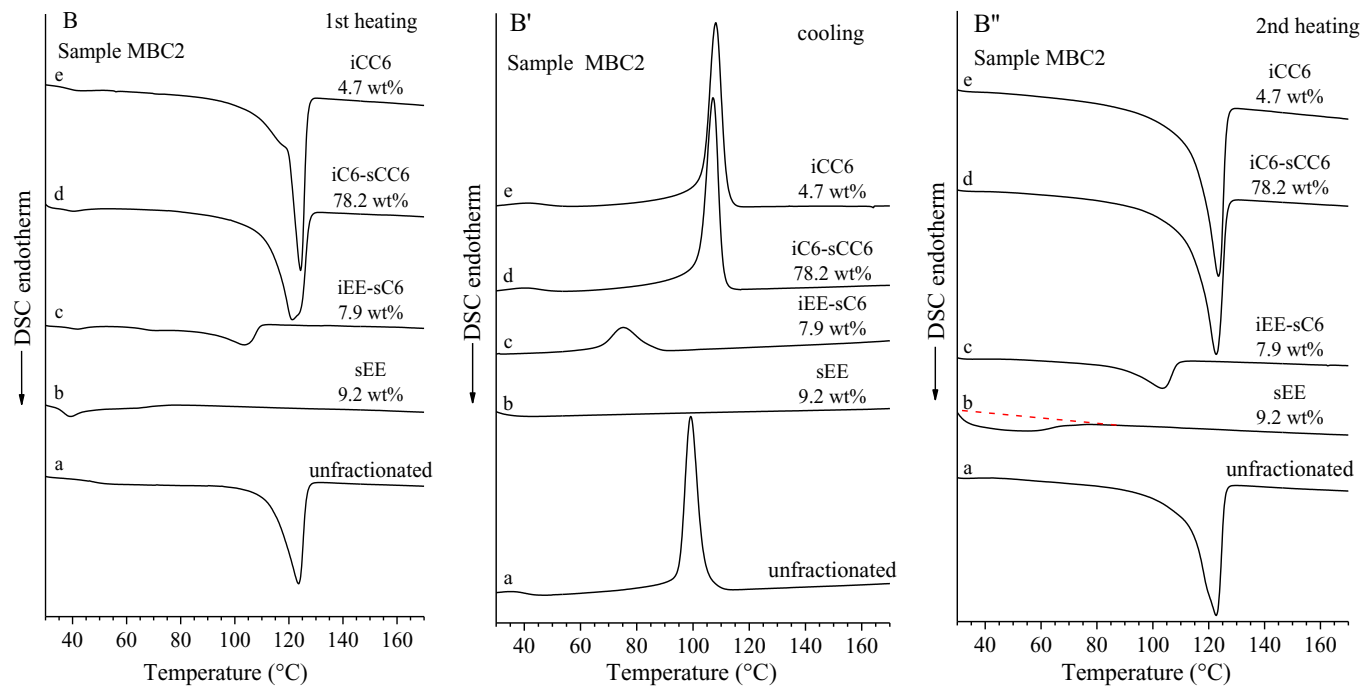 B
1st heating
Sample MBC2
e
iCC6
4.7 wt%
d
iC6-sCC6
78.2 wt%
c
iEE-sC6
7.9 wt%
b
sEE
9.2 wt%
a
unfractionated
DSC endotherm
40 60 80 100 120 140 160
Temperature (°C)
B'
cooling
Sample MBC2
e
iCC6
4.7 wt%
d
iC6-sCC6
78.2 wt%
c
iEE-sC6
7.9 wt%
b
sEE
9.2 wt%
a
unfractionated
DSC endotherm
40 60 80 100 120 140 160
Temperature (°C)
B"
2nd heating
Sample MBC2
e
iCC6
4.7 wt%
d
iC6-sCC6
78.2 wt%
c
iEE-sC6
7.9 wt%
b
sEE
9.2 wt%
a
unfractionated
DSC endotherm
40 60 80 100 120 140 160
Temperature (°C)